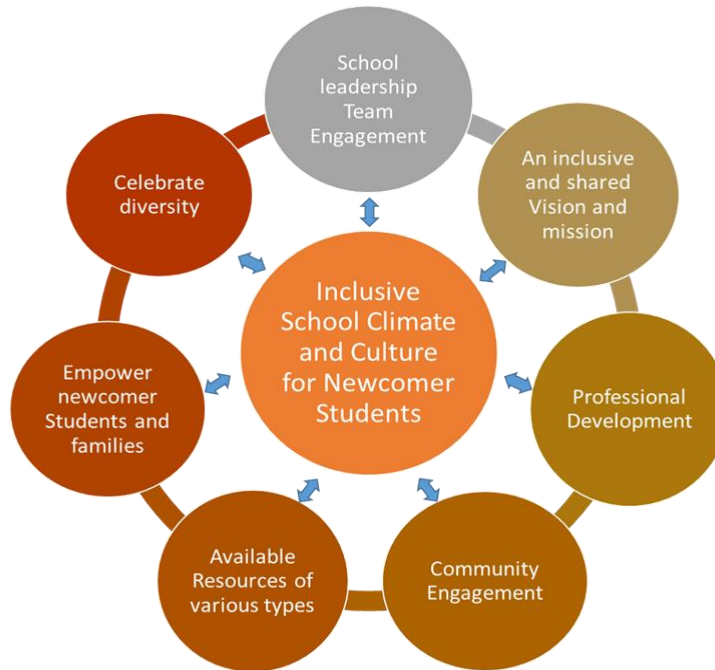 School
leadership
Team
Engagement
An inclusive
and shared
Vision and
mission
Professional
Development
Community
Engagement
Available
Resources of
various types
Empower
newcomer
Students and
families
Celebrate
diversity
Inclusive
School Climate
and Culture
for Newcomer
Students